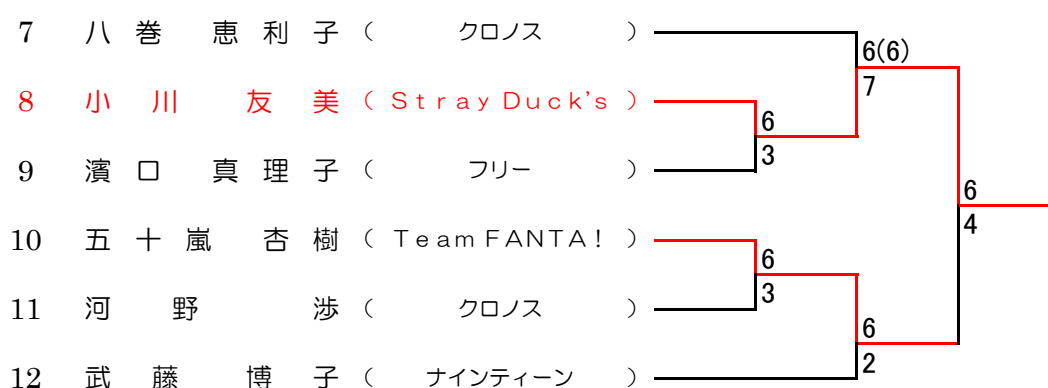 7 八巻 恵利子 ( クロノス )
6(6)
7
8 小川 友美 ( Stray Duck's )
6
3
9 濱口 真理子 ( フリー )
6
4
10 五十嵐 杏樹 ( Team FANTA! )
6
3
11 河野 渉 ( クロノス )
6
2
12 武藤 博子 ( ナインティーン )